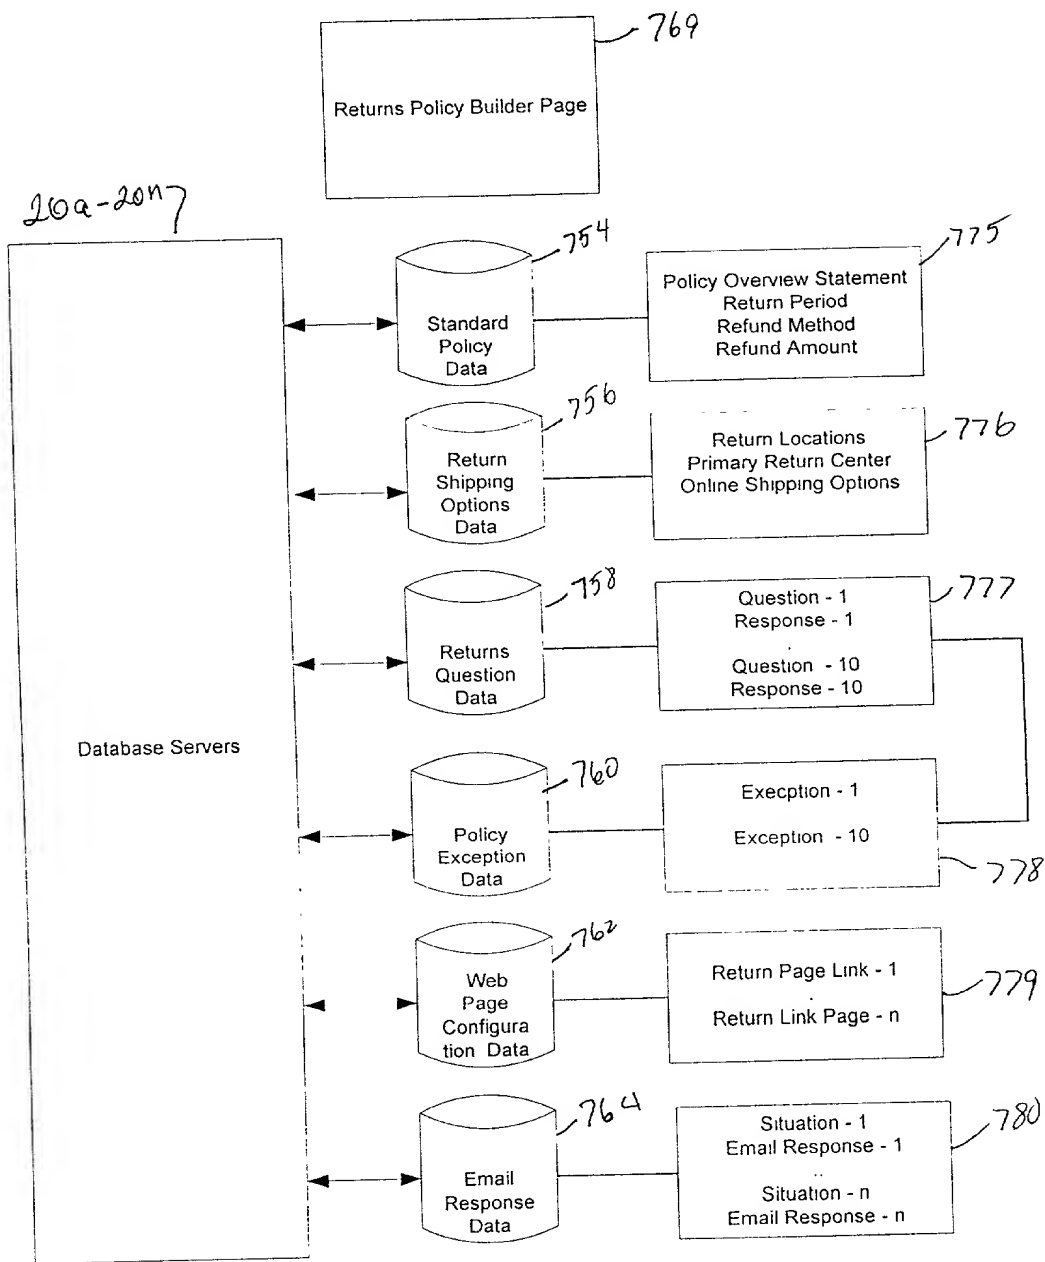 769
Returns Policy Builder Page
20a-20n
754
775
Standard
Policy
Data
Policy Overview Statement
Return Period
Refund Method
Refund Amount
756
776
Return
Shipping
Options
Data
Return Locations
Primary Return Center
Online Shipping Options
758
777
Returns
Question
Data
Question - 1
Response - 1
.
Question - 10
Response - 10
Database Servers
760
Policy
Exception
Data
Execption - 1
Exception - 10
778
762
Web
Page
Configura
tion Data
Return Page Link - 1
.
Return Link Page - n
779
764
780
Email
Response
Data
Situation - 1
Email Response - 1
..
Situation - n
Email Response - n